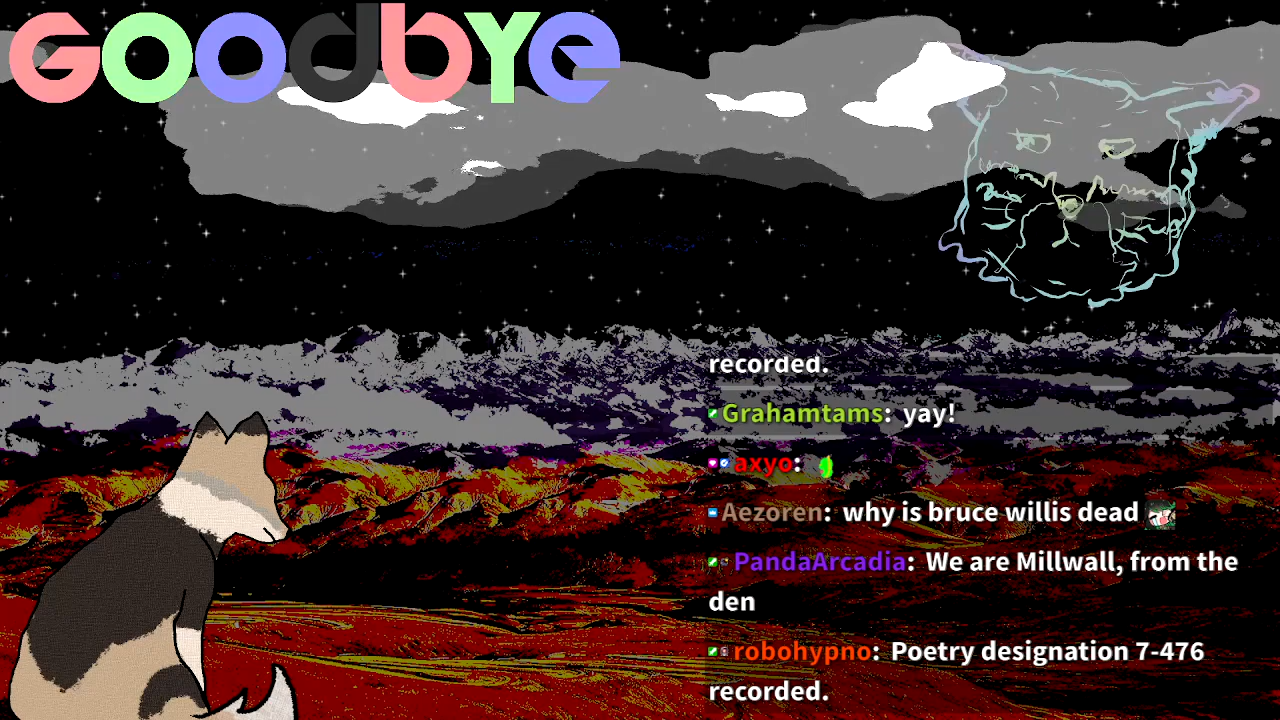 GOODBYE
recorded.
Grahamtams: yay!
axyo:
Aezoren: why is bruce willis dead
PandaArcadia: We are Millwall, from the
den
robohypno: Poetry designation 7-476
recorded.